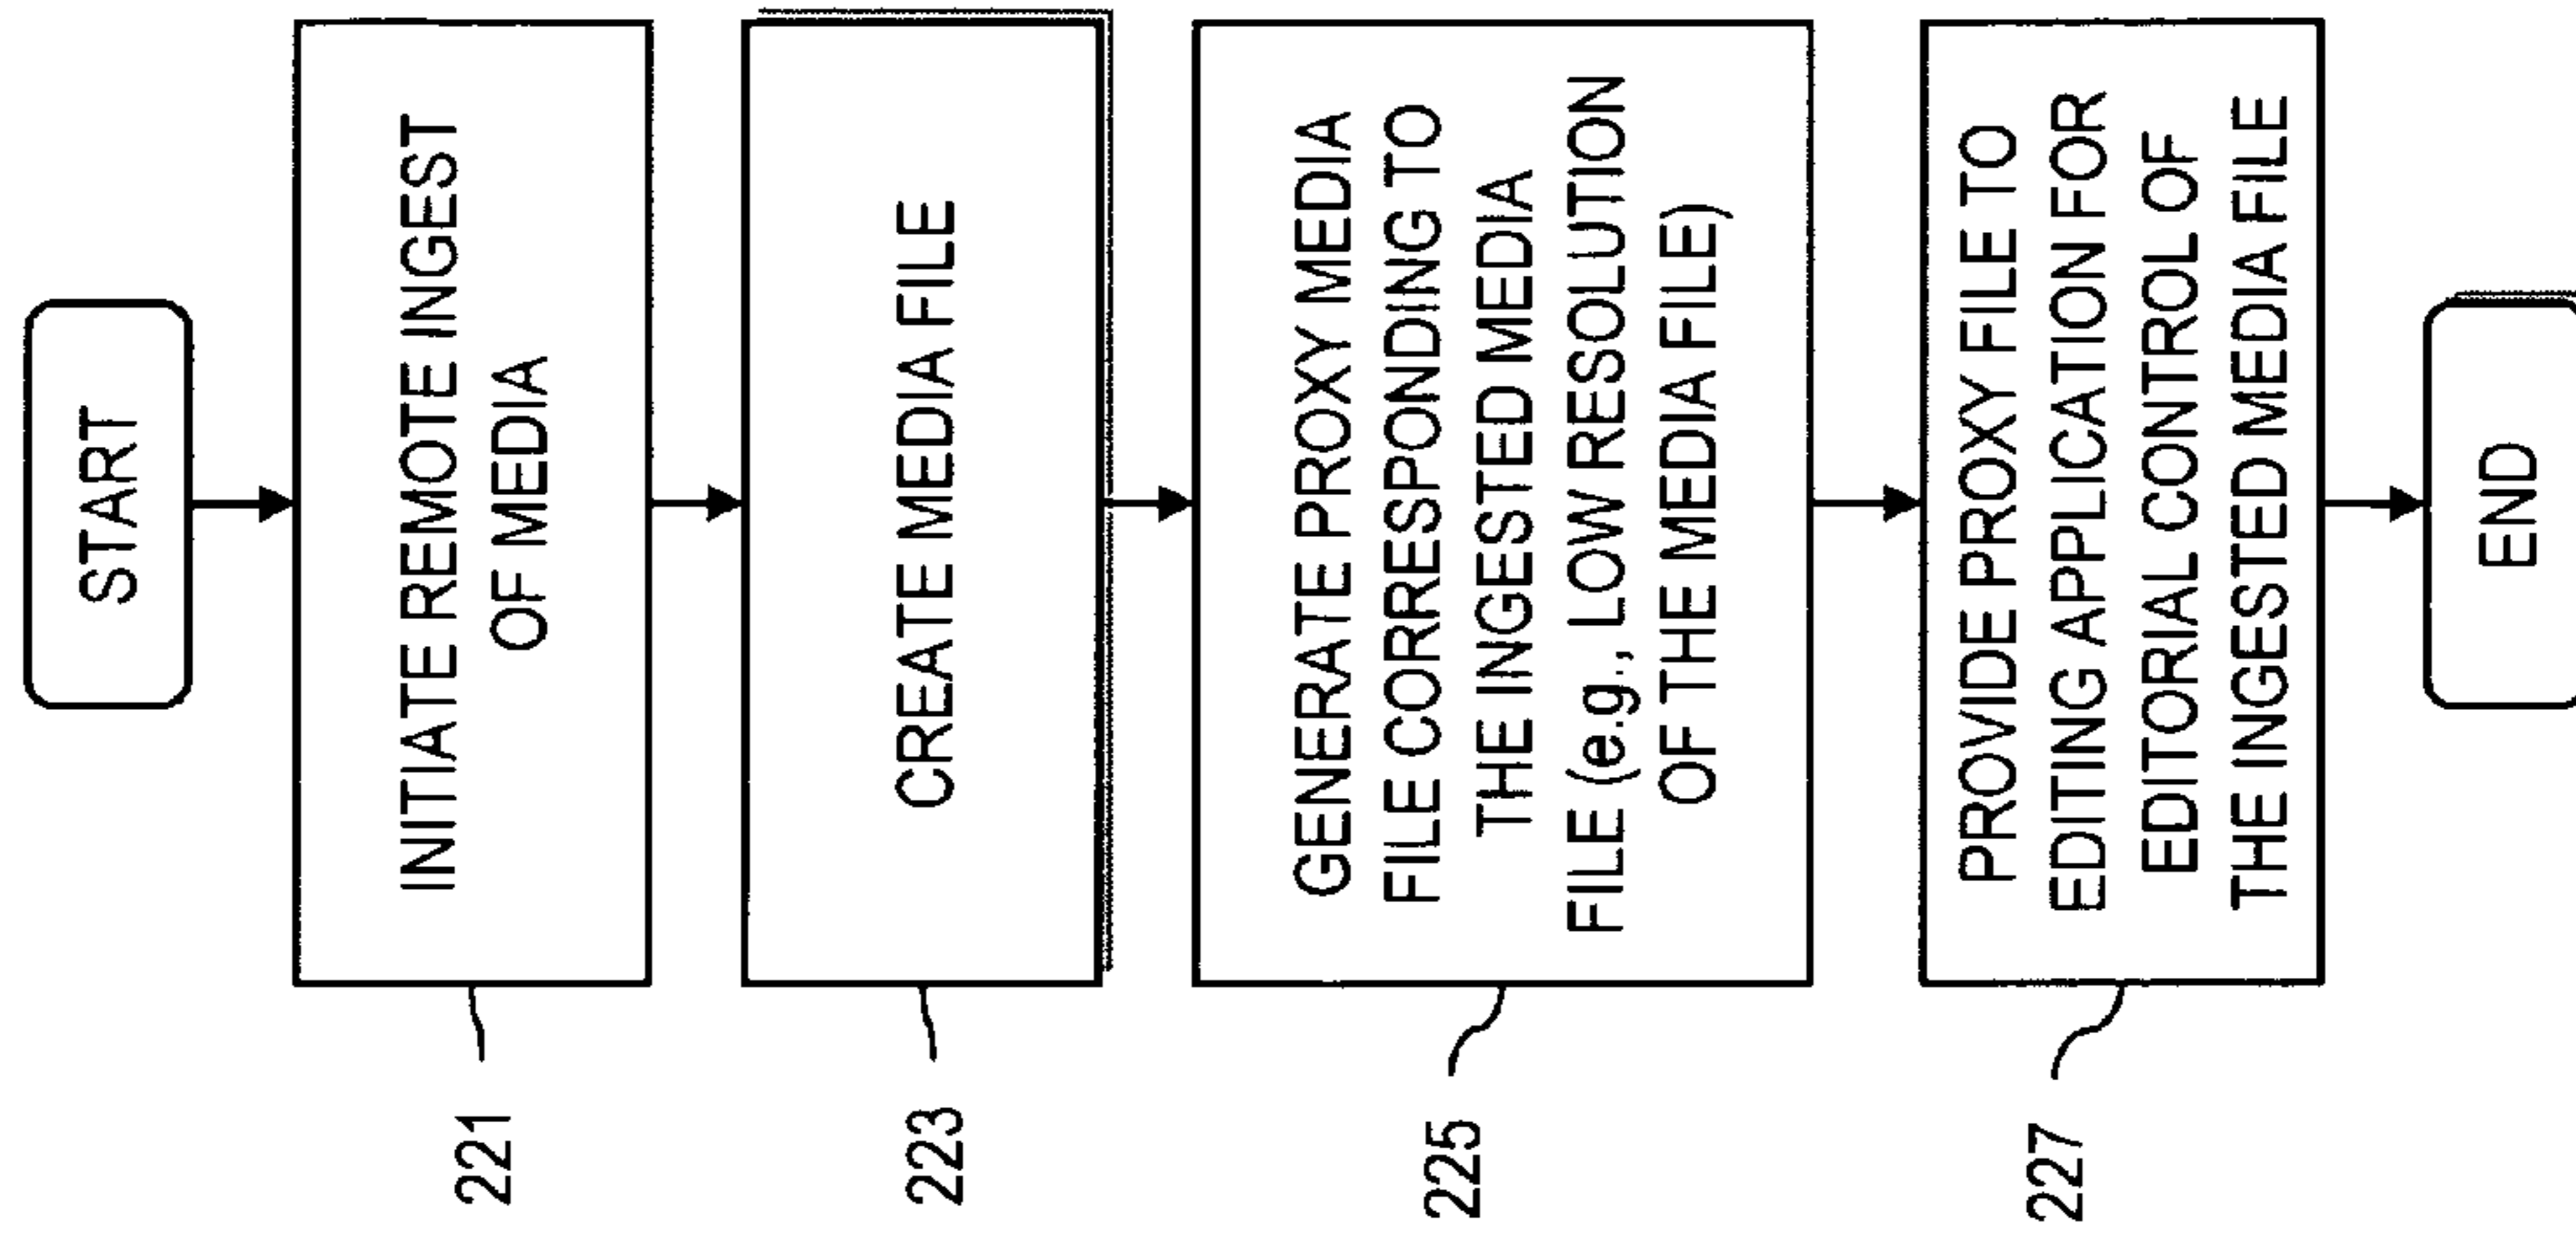 START
221
INITIATE REMOTE INGEST
OF MEDIA
223
CREATE MEDIA FILE
225
GENERATE PROXY MEDIA
FILE CORRESPONDING TO
THE INGESTED MEDIA
FILE (e.g., LOW RESOLUTION
OF THE MEDIA FILE)
227
PROVIDE PROXY FILE TO
EDITING APPLICATION FOR
EDITORIAL CONTROL OF
THE INGESTED MEDIA FILE
END